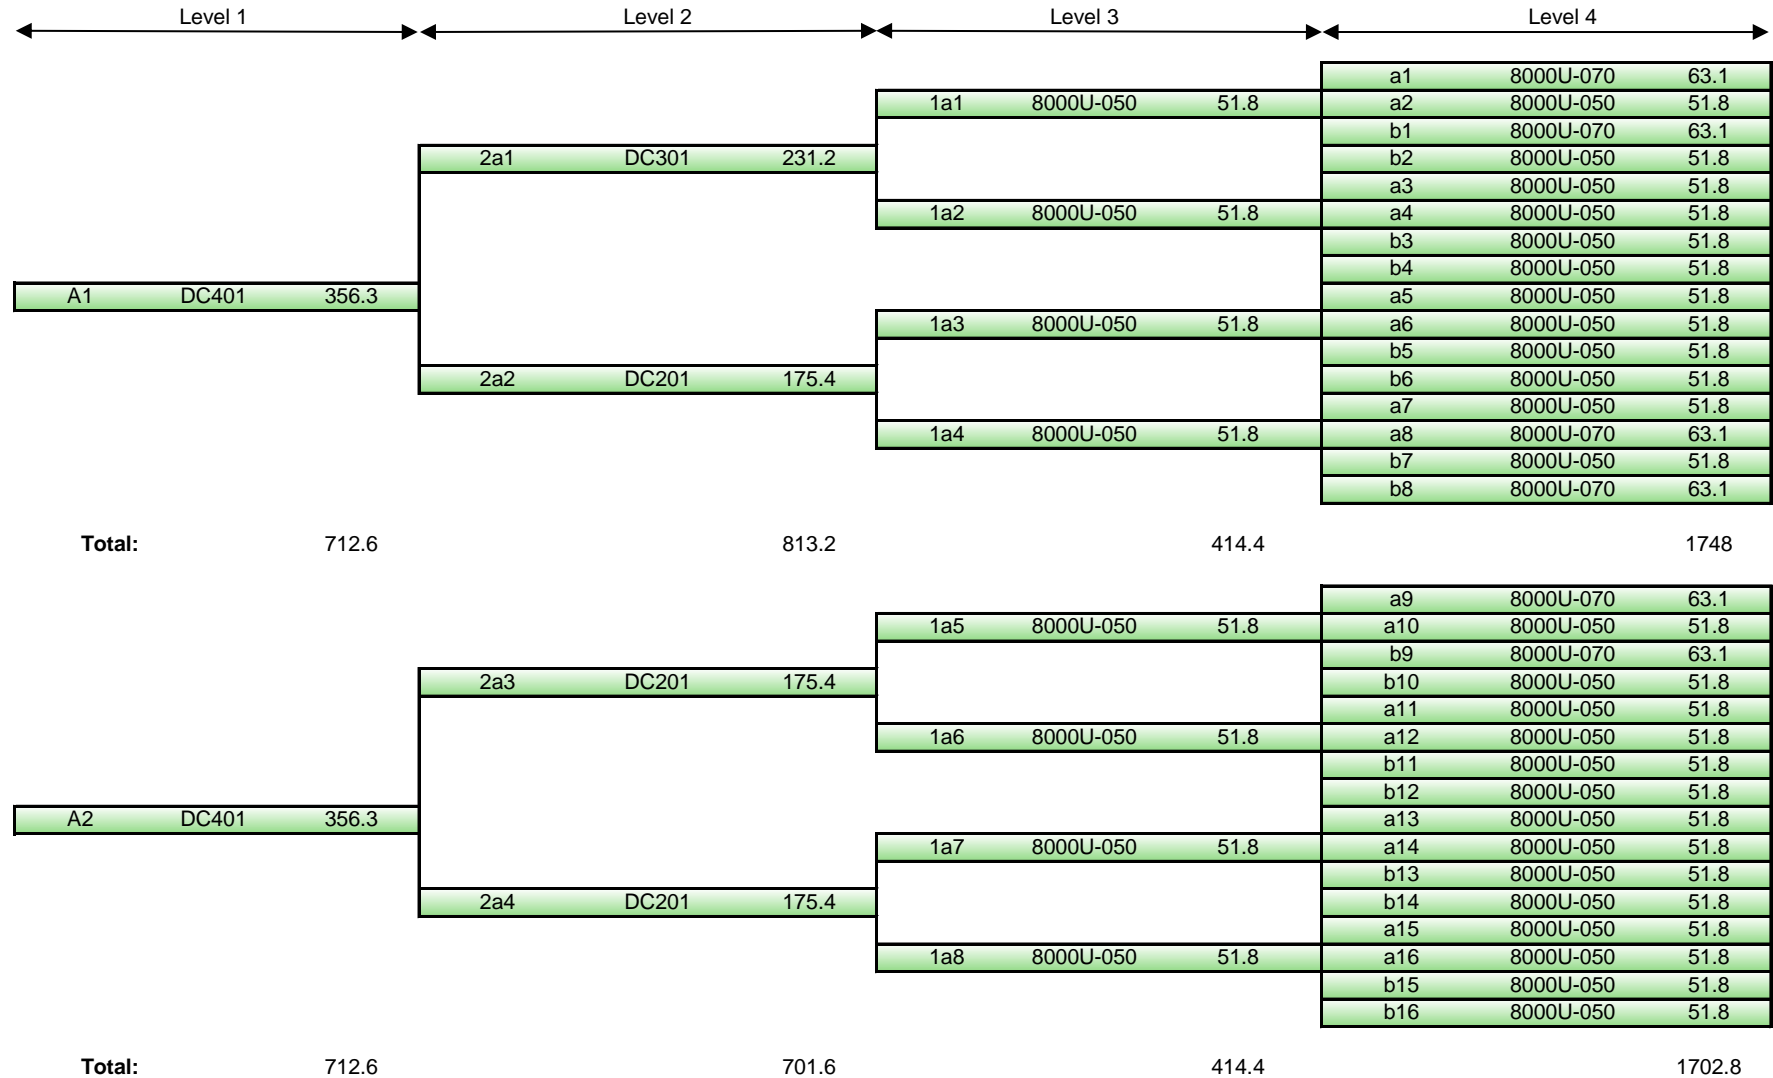 Level 1 Level 2 Level 3 Level 4
a1 8000U-070 63.1
1a1 8000U-050 51.8 a2 8000U-050 51.8
b1 8000U-070 63.1
2a1 DC301 231.2 b2 8000U-050 51.8
a3 8000U-050 51.8
1a2 8000U-050 51.8 a4 8000U-050 51.8
b3 8000U-050 51.8
b4 8000U-050 51.8
A1 DC401 356.3 a5 8000U-050 51.8
1a3 8000U-050 51.8 a6 8000U-050 51.8
b5 8000U-050 51.8
2a2 DC201 175.4 b6 8000U-050 51.8
a7 8000U-050 51.8
1a4 8000U-050 51.8 a8 8000U-070 63.1
b7 8000U-050 51.8
b8 8000U-070 63.1
Total: 712.6 813.2 414.4 1748
a9 8000U-070 63.1
1a5 8000U-050 51.8 a10 8000U-050 51.8
b9 8000U-070 63.1
2a3 DC201 175.4 b10 8000U-050 51.8
a11 8000U-050 51.8
1a6 8000U-050 51.8 a12 8000U-050 51.8
b11 8000U-050 51.8
b12 8000U-050 51.8
A2 DC401 356.3 a13 8000U-050 51.8
1a7 8000U-050 51.8 a14 8000U-050 51.8
b13 8000U-050 51.8
2a4 DC201 175.4 b14 8000U-050 51.8
a15 8000U-050 51.8
1a8 8000U-050 51.8 a16 8000U-050 51.8
b15 8000U-050 51.8
b16 8000U-050 51.8
Total: 712.6 701.6 414.4 1702.8